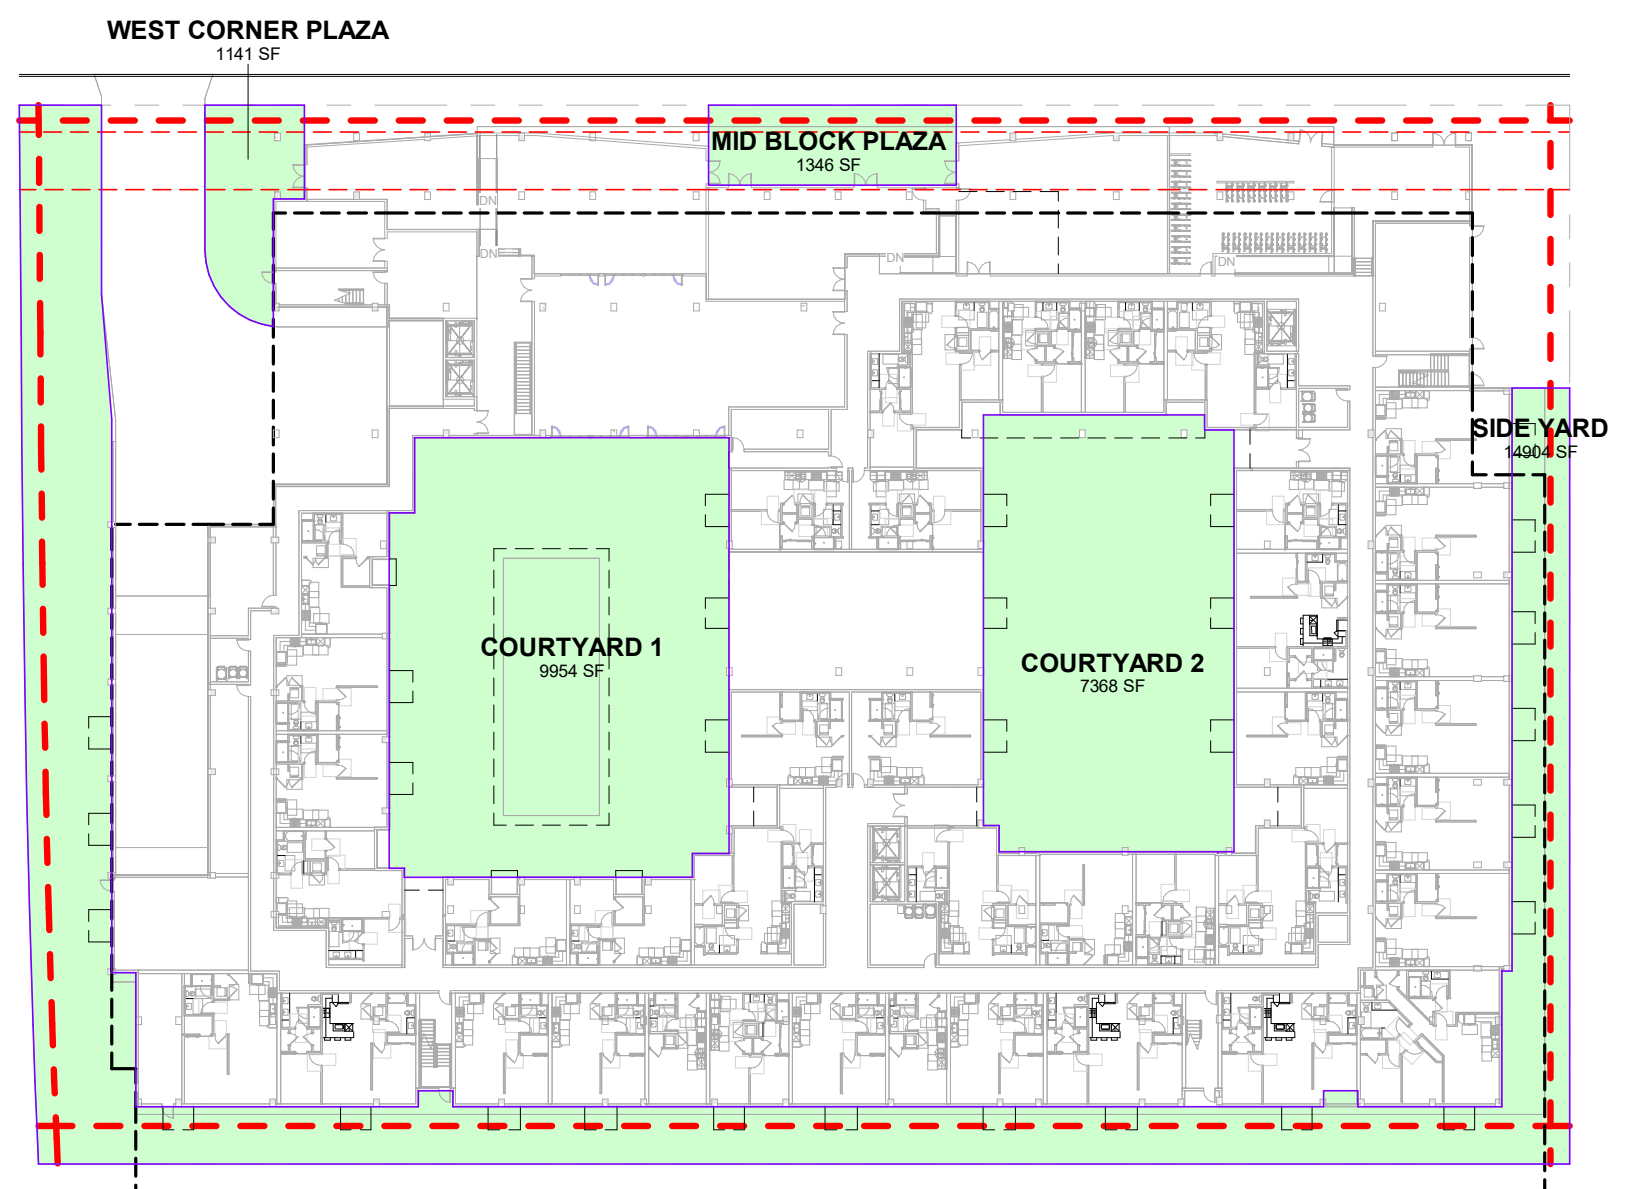 WEST CORNER PLAZA
1141 SF
MID BLOCK PLAZA
1346 SF
DN
DN
DN
DN
SIDE YARD
14904 SF
COURTYARD 1
9954 SF
COURTYARD 2
7368 SF